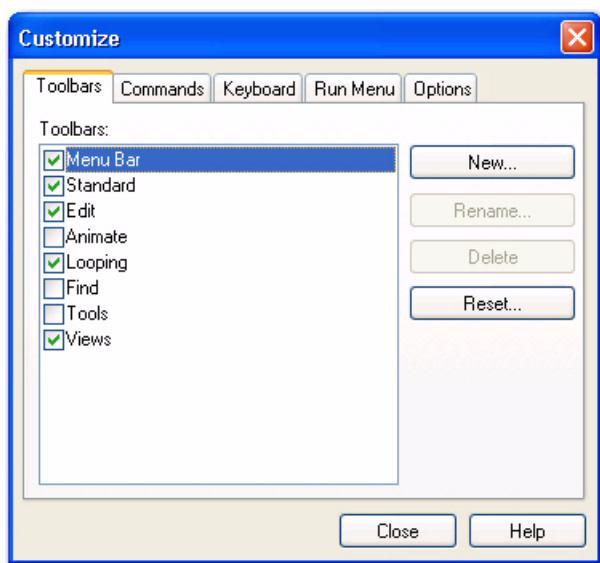 Customize
Toolbars Commands Keyboard Run Menu Options
Toolbars:
Menu Bar
Standard
Edit
Animate
Looping
Find
Tools
Views
New...
Rename...
Delete
Reset...
Close Help